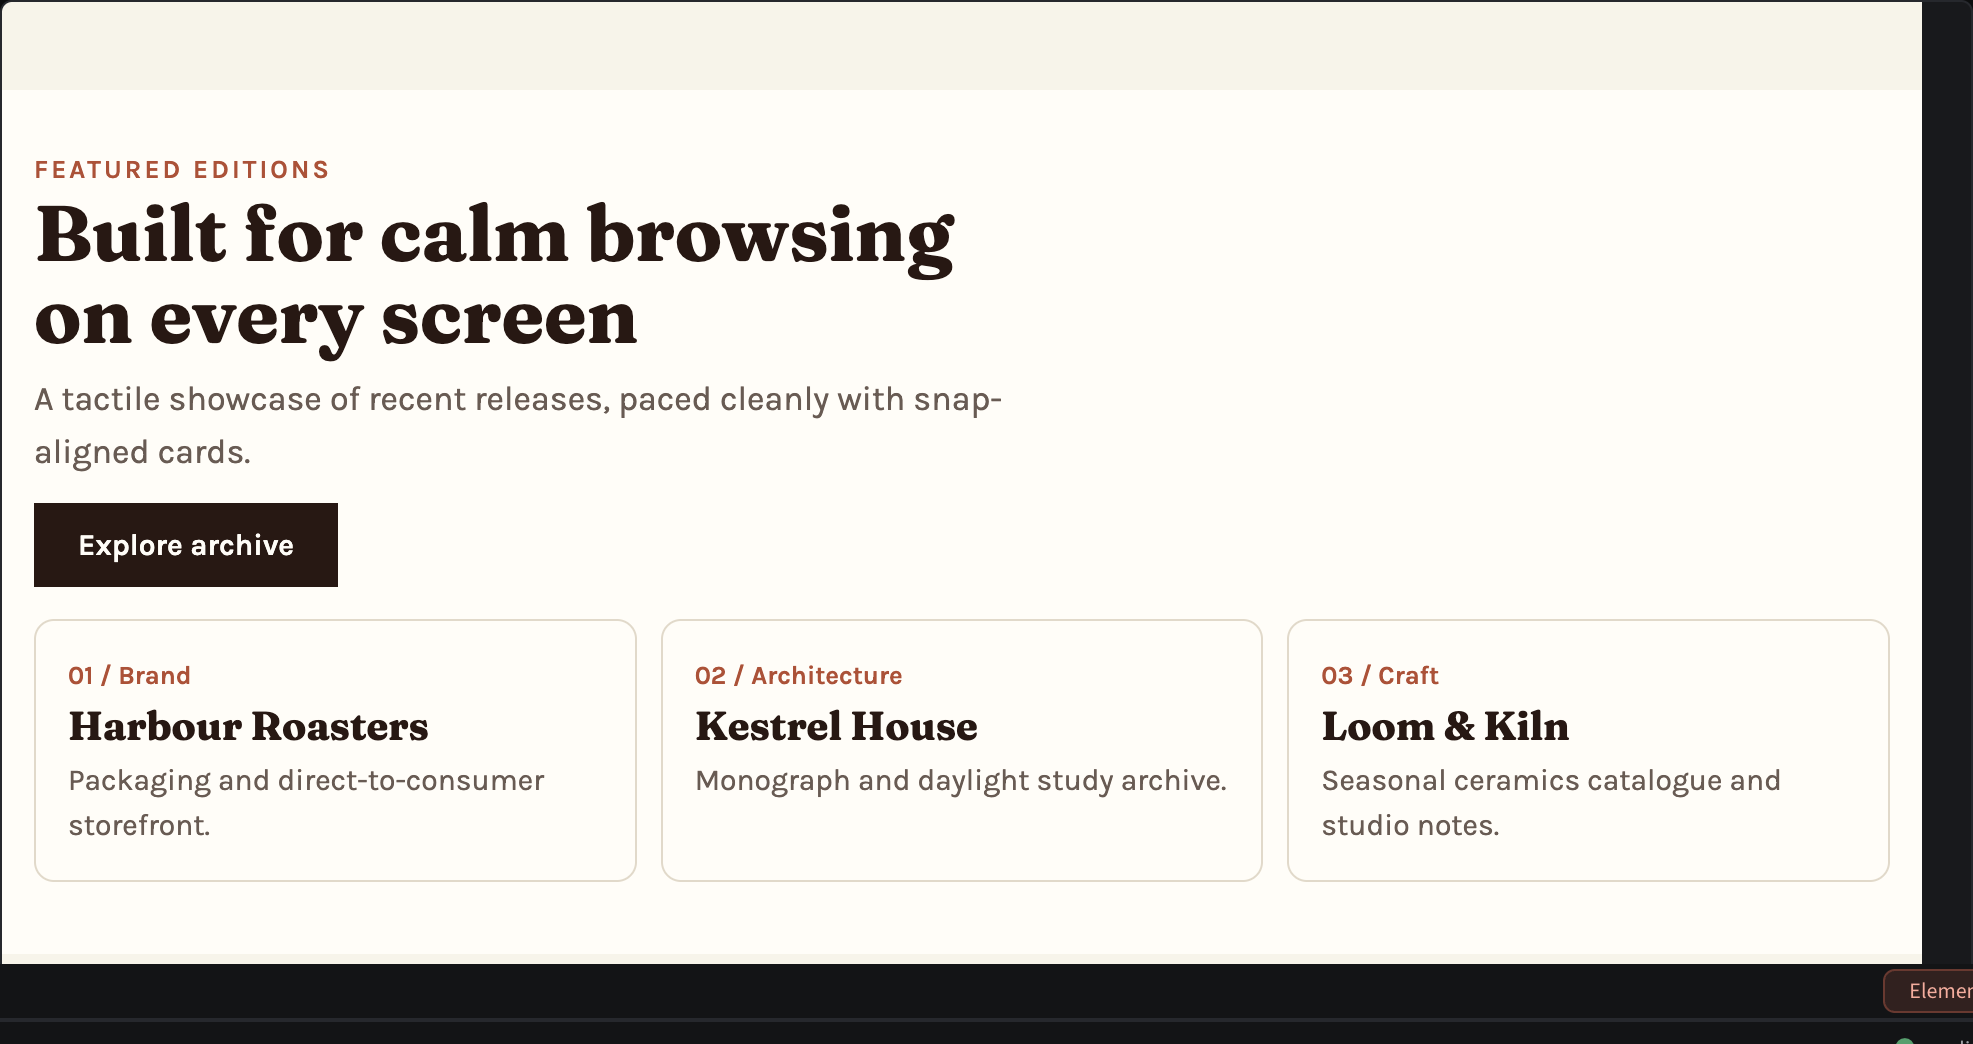 FEATURED EDITIONS
Built for calm browsing
on every screen
A tactile showcase of recent releases, paced cleanly with snap-
aligned cards.
Explore archive
01 / Brand
Harbour Roasters
Packaging and direct-to-consumer
storefront.
02 / Architecture
Kestrel House
Monograph and daylight study archive.
03 / Craft
Loom & Kiln
Seasonal ceramics catalogue and
studio notes.